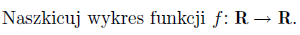 Naszkicuj wykres funkcji f: R → R.